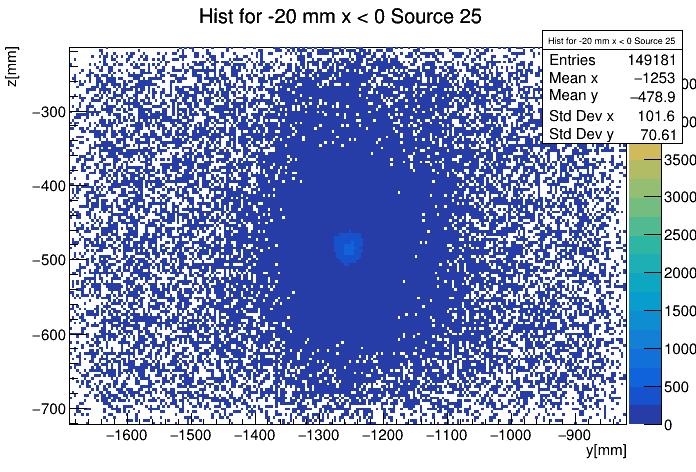 Hist for -20 mm x < 0 Source 25
z[mm]
Hist for -20 mm x < 0 Source 25
Entries 149181
Mean x −1253
Mean y −478.9
Std Dev x 101.6
Std Dev y 70.61
−300
−400
−500
−600
−700
3500
3000
2500
2000
1500
1000
500
0
−1600 −1500 −1400 −1300 −1200 −1100 −1000 −900
y[mm]